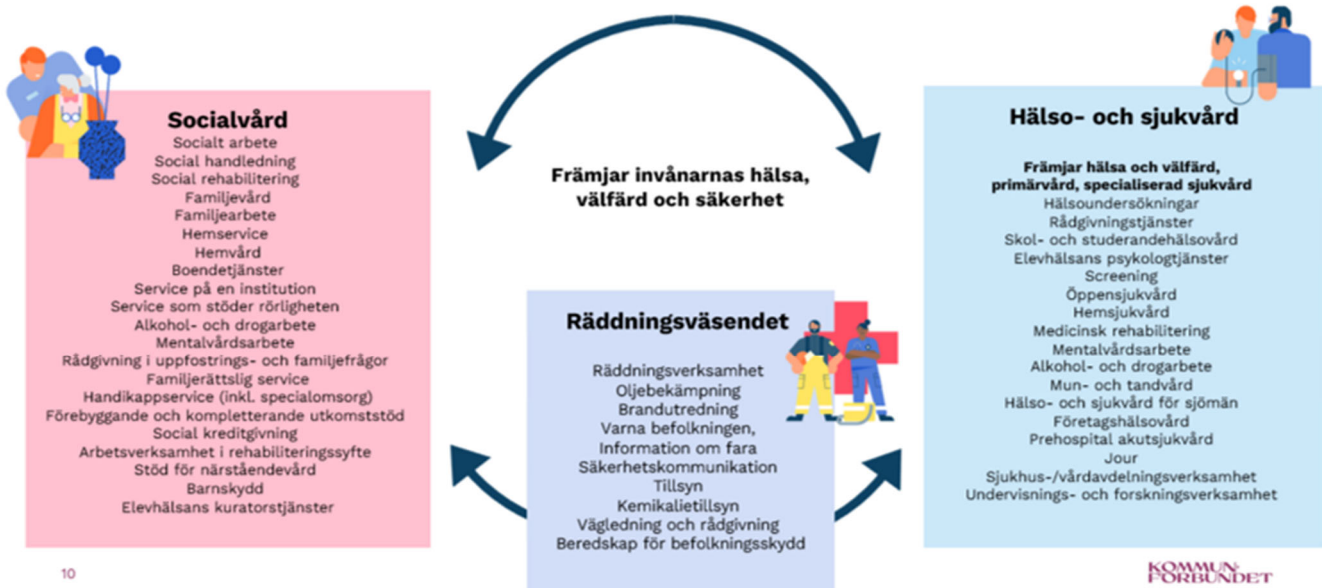 Socialvård
Socialt arbete
Social handledning
Social rehabilitering
Familjevård
Familjearbete
Hemservice
Hemvård
Boendetjänster
Service på en institution
Service som stöder rörligheten
Alkohol- och drogarbete
Mentalvårdsarbete
Rådgivning i uppfostrings- och familjefrågor
Familjerättslig service
Handikappservice (inkl. specialomsorg)
Förebyggande och kompletterande utkomststöd
Social kreditgivning
Arbetsverksamhet i rehabiliteringssyfte
Stöd för närståendevård
Barnskydd
Elevhälsans kuratorstjänster
Främjar invånarnas hälsa,
välfärd och säkerhet
Räddningsväsendet
Räddningsverksamhet
Oljebekämpning
Brandutredning
Varna befolkningen,
Information om fara
Säkerhetskommunikation
Tillsyn
Kemikalietillsyn
Vägledning och rådgivning
Beredskap för befolkningsskydd
Hälso- och sjukvård
Främjar hälsa och välfärd,
primärvård, specialiserad sjukvård
Hälsoundersökningar
Rådgivningstjänster
Skol- och studerandehälsovård
Elevhälsans psykologtjänster
Screening
Öppensjukvård
Hemsjukvård
Medicinsk rehabilitering
Mentalvårdsarbete
Alkohol- och drogarbete
Mun- och tandvård
Hälso- och sjukvård för sjömän
Företagshälsovård
Prehospital akutsjukvård
Jour
Sjukhus-/vårdavdelningsverksamhet
Undervisnings- och forskningsverksamhet
10
KOMMUN-
FÖRBUNDET